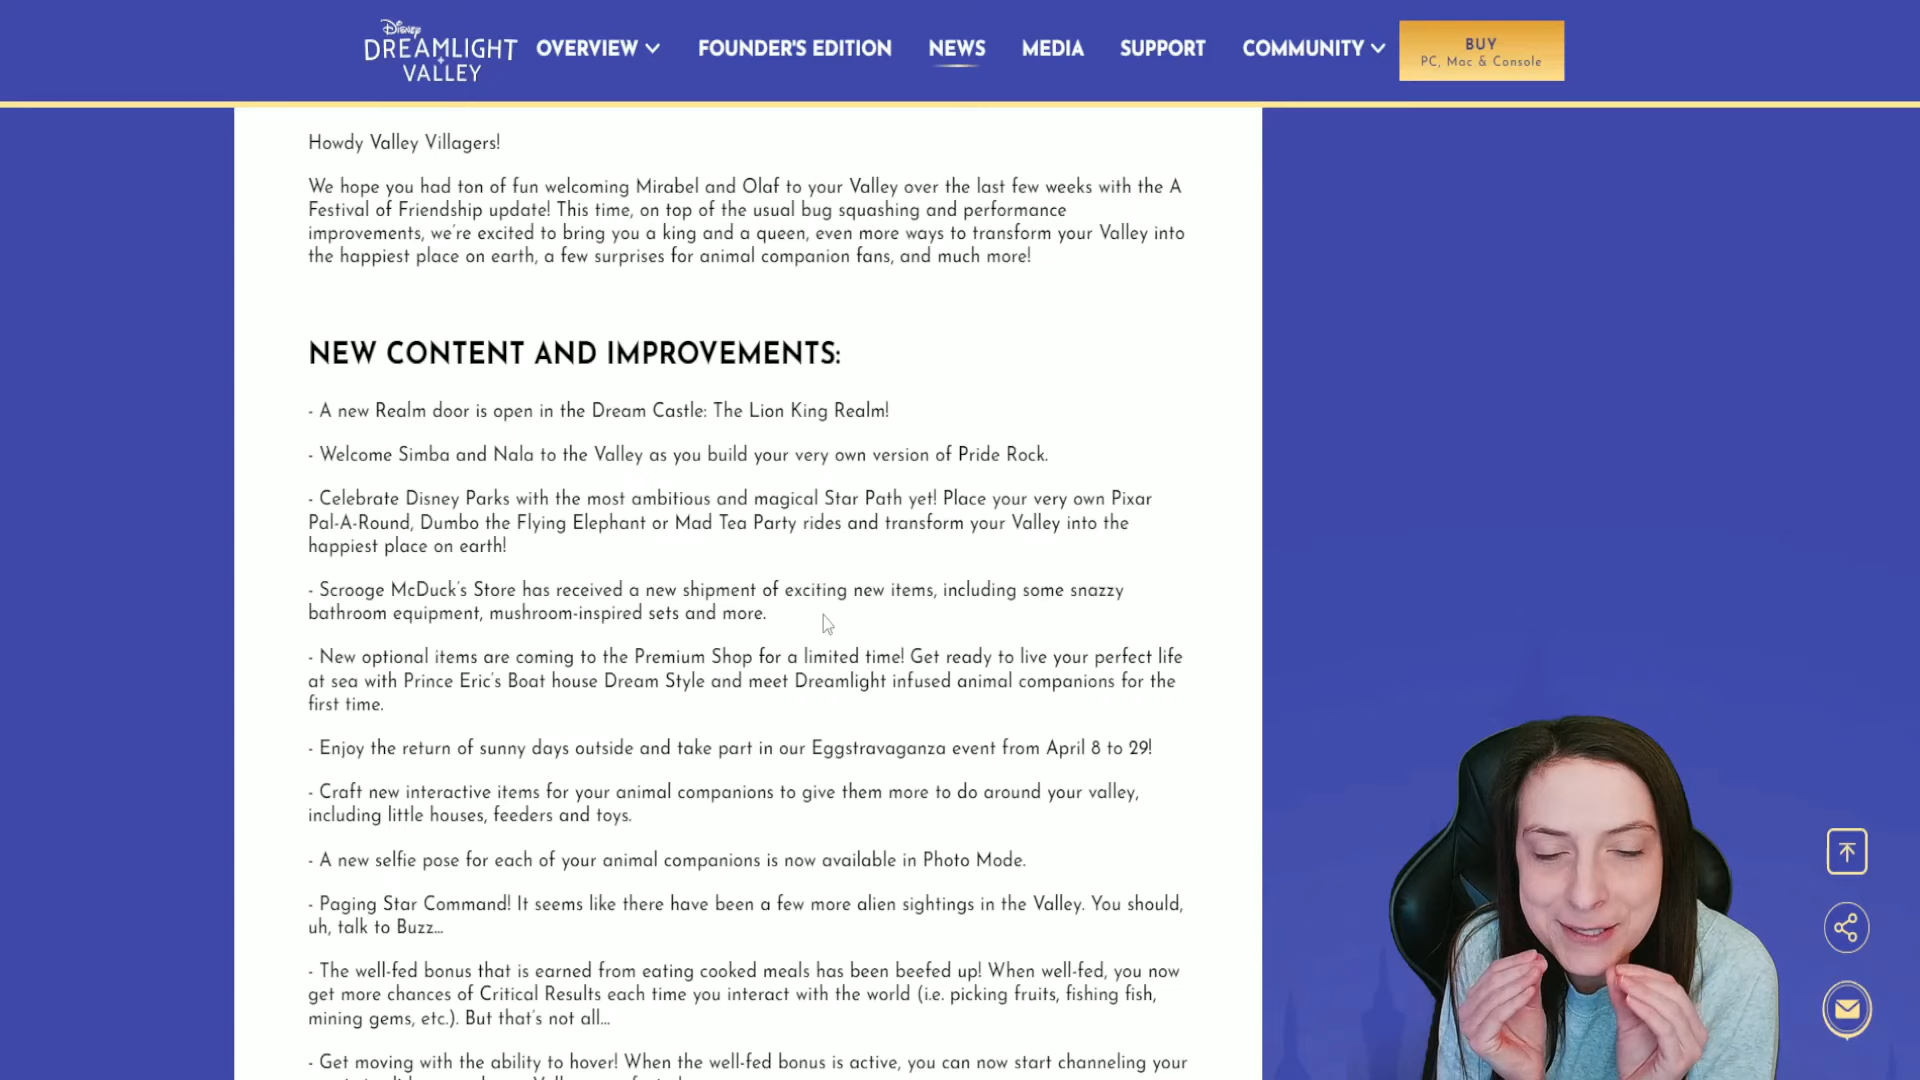 Disney
DREAMLIGHT
VALLEY
OVERVIEW
FOUNDER'S EDITION
NEWS
MEDIA
SUPPORT
COMMUNITY
BUY
PC, Mac & Console
Howdy Valley Villagers!
We hope you had ton of fun welcoming Mirabel and Olaf to your Valley over the last few weeks with the A
Festival of Friendship update! This time, on top of the usual bug squashing and performance
improvements, we're excited to bring you a king and a queen, even more ways to transform your Valley into
the happiest place on earth, a few surprises for animal companion fans, and much more!
NEW CONTENT AND IMPROVEMENTS:
- A new Realm door is open in the Dream Castle: The Lion King Realm!
- Welcome Simba and Nala to the Valley as you build your very own version of Pride Rock.
- Celebrate Disney Parks with the most ambitious and magical Star Path yet! Place your very own Pixar
Pal-A-Round, Dumbo the Flying Elephant or Mad Tea Party rides and transform your Valley into the
happiest place on earth!
- Scrooge McDuck's Store has received a new shipment of exciting new items, including some snazzy
bathroom equipment, mushroom-inspired sets and more.
- New optional items are coming to the Premium Shop for a limited time! Get ready to live your perfect life
at sea with Prince Eric's Boat house Dream Style and meet Dreamlight infused animal companions for the
first time.
- Enjoy the return of sunny days outside and take part in our Eggstravaganza event from April 8 to 29!
- Craft new interactive items for your animal companions to give them more to do around your valley,
including little houses, feeders and toys.
- A new selfie pose for each of your animal companions is now available in Photo Mode.
- Paging Star Command! It seems like there have been a few more alien sightings in the Valley. You should,
uh, talk to Buzz...
- The well-fed bonus that is earned from eating cooked meals has been beefed up! When well-fed, you now
get more chances of Critical Results each time you interact with the world (i.e. picking fruits, fishing fish,
mining gems, etc.). But that's not all...
- Get moving with the ability to hover! When the well-fed bonus is active, you can now start channeling your